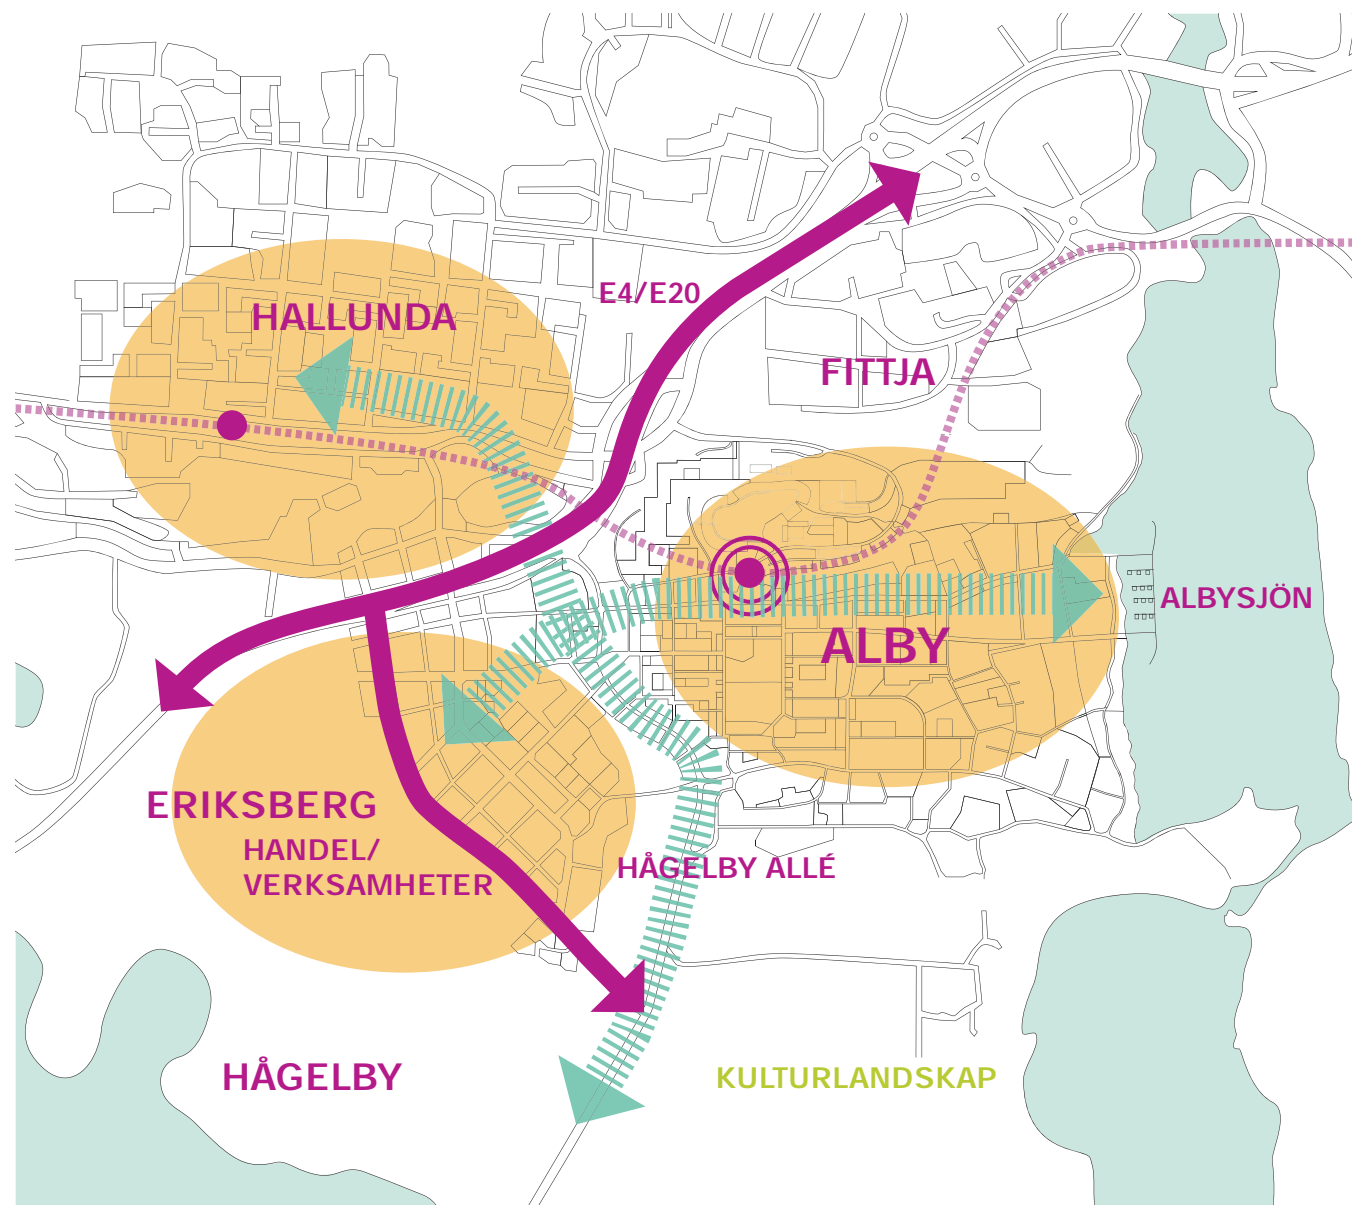 E4/E20
HALLUNDA
FITTJA
ALBYSJÖN
ALBY
ERIKSBERG
HANDEL/
VERKSAMHETER
HÅGELBY ALLÉ
HÅGELBY
KULTURLANDSKAP